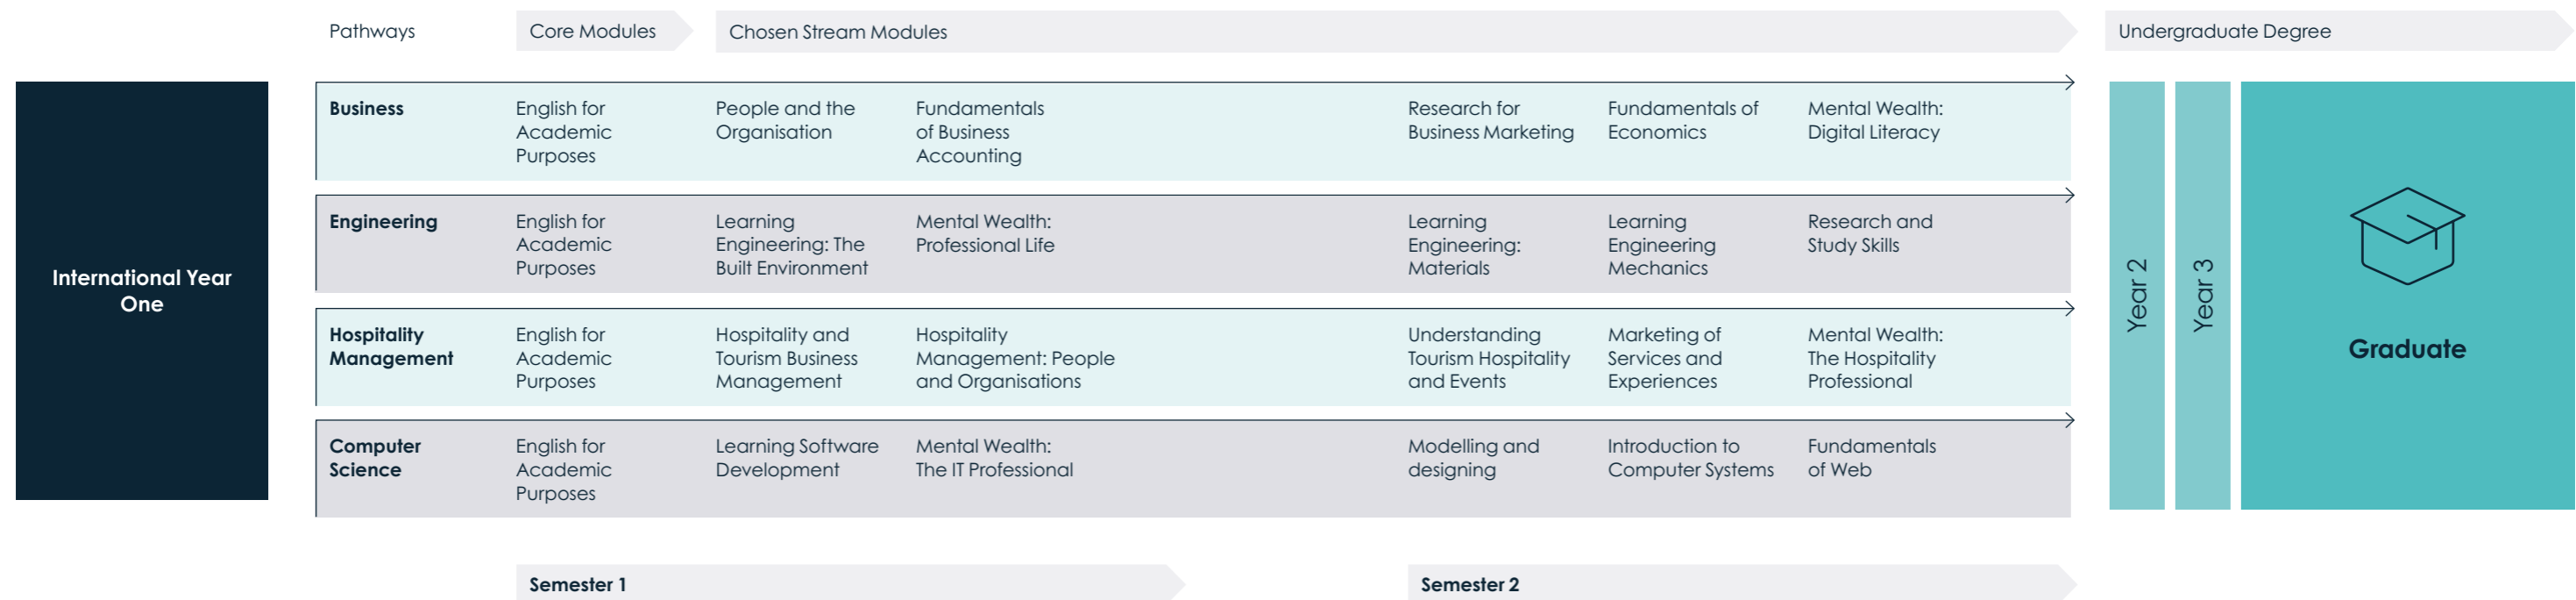 Pathways
Core Modules
Chosen Stream Modules
Undergraduate Degree
International Year
One
Business
English for
Academic
Purposes
People and the
Organisation
Fundamentals
of Business
Accounting
Research for
Business Marketing
Fundamentals of
Economics
Mental Wealth:
Digital Literacy
Engineering
English for
Academic
Purposes
Learning
Engineering: The
Built Environment
Mental Wealth:
Professional Life
Learning
Engineering:
Materials
Learning
Engineering
Mechanics
Research and
Study Skills
Hospitality
Management
English for
Academic
Purposes
Hospitality and
Tourism Business
Management
Hospitality
Management: People
and Organisations
Understanding
Tourism Hospitality
and Events
Marketing of
Services and
Experiences
Mental Wealth:
The Hospitality
Professional
Computer
Science
English for
Academic
Purposes
Learning Software
Development
Mental Wealth:
The IT Professional
Modelling and
designing
Introduction to
Computer Systems
Fundamentals
of Web
Year 2
Year 3
Graduate
Semester 1
Semester 2